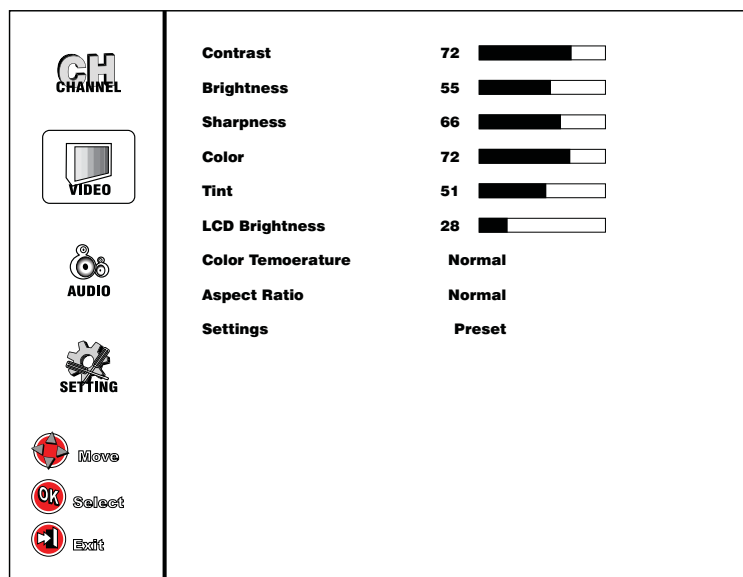 CH
CHANNEL
VIDEO
AUDIO
SETTING
Move
OK Select
Exit
Contrast 72
Brightness 55
Sharpness 66
Color 72
Tint 51
LCD Brightness 28
Color Temoerature Normal
Aspect Ratio Normal
Settings Preset